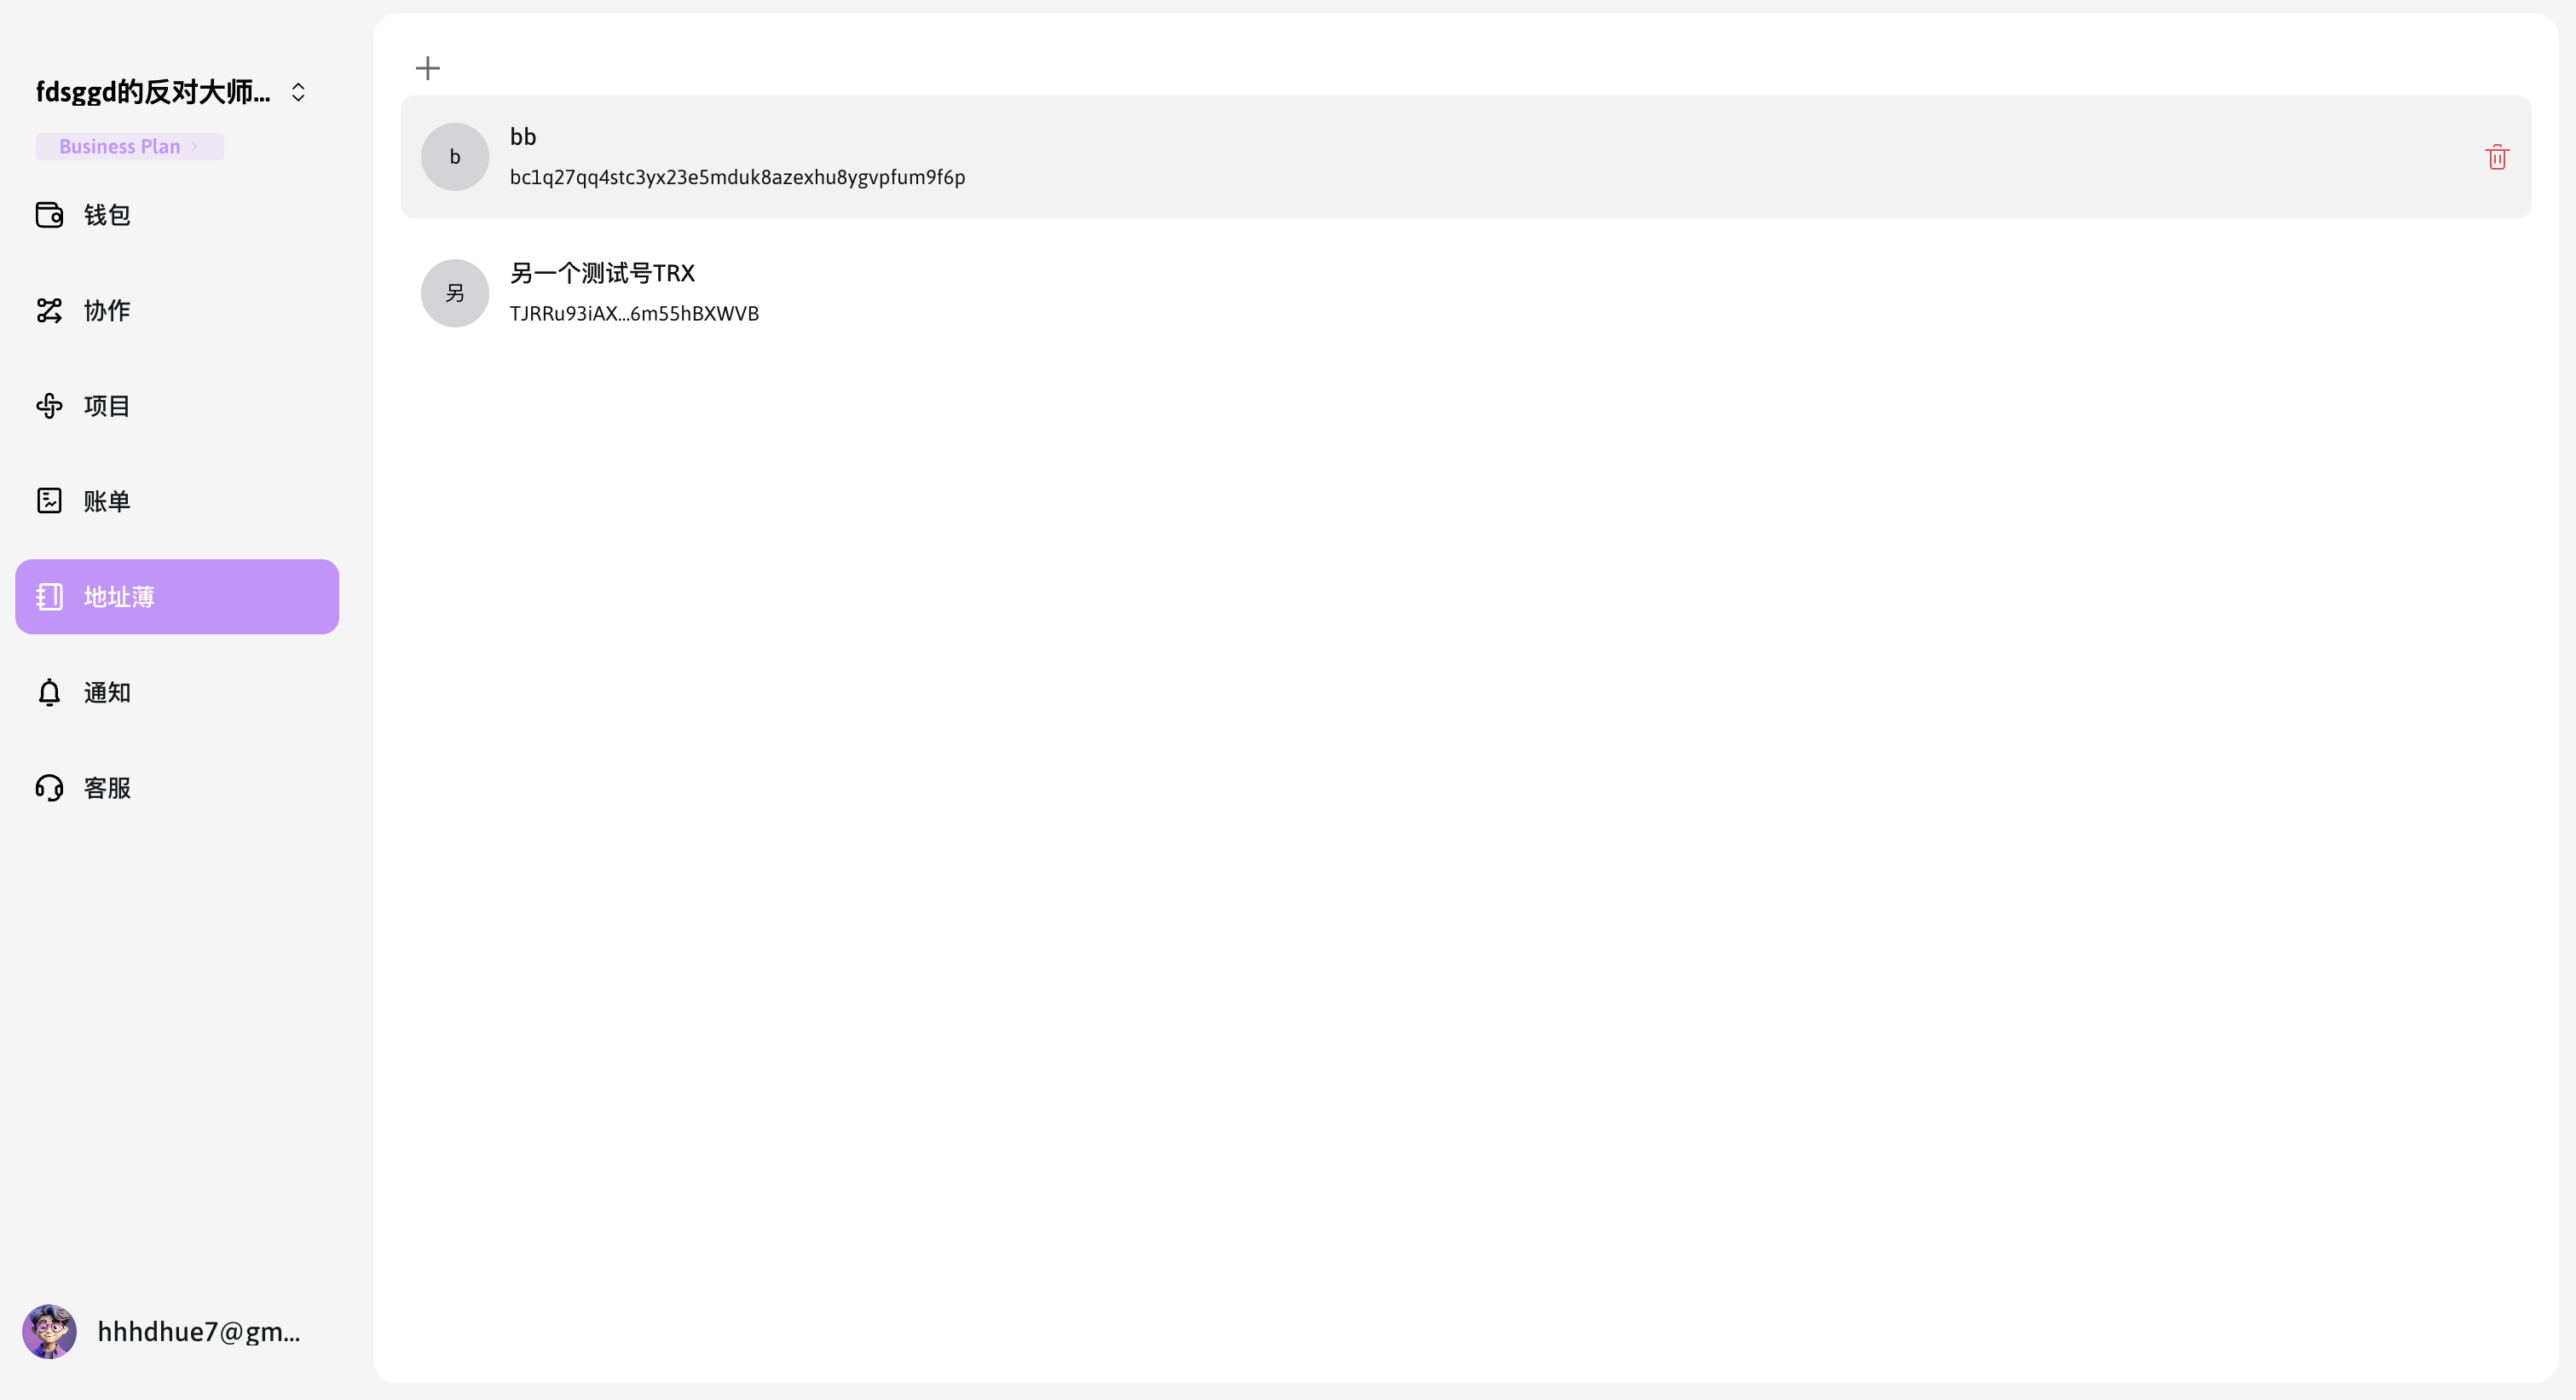 fdsggd的反对大师...
Business Plan
钱包
协作
项目
账单
地址薄
通知
客服
hhhdhue7@gm...
b
bb
bc1q27qq4stc3yx23e5mduk8azexhu8ygvpfum9f6p
另
另一个测试号TRX
TJRRu93iAX...6m55hBXWVB